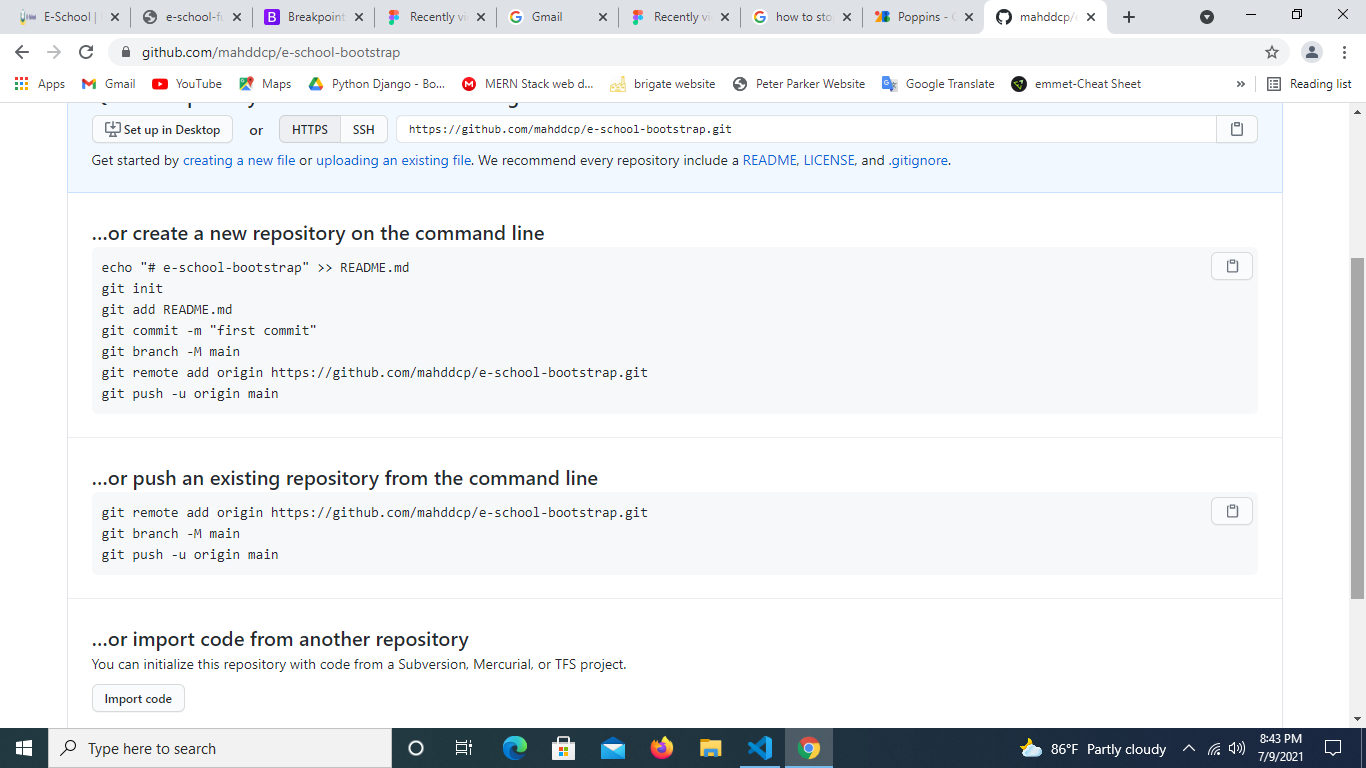 E-School |
e-school-fu
Breakpoint
Recently vi
Gmail
Recently vi
how to sto
Poppins - G
mahddcp/e
github.com/mahddcp/e-school-bootstrap
Apps
Gmail
YouTube
Maps
Python Django - Bo...
MERN Stack web d...
brigate website
Peter Parker Website
Google Translate
emmet-Cheat Sheet
»
Reading list
Set up in Desktop
or
HTTPS
SSH
https://github.com/mahddcp/e-school-bootstrap.git
Get started by creating a new file or uploading an existing file. We recommend every repository include a README, LICENSE, and .gitignore.
...or create a new repository on the command line
echo "# e-school-bootstrap" >> README.md
git init
git add README.md
git commit -m "first commit"
git branch -M main
git remote add origin https://github.com/mahddcp/e-school-bootstrap.git
git push -u origin main
...or push an existing repository from the command line
git remote add origin https://github.com/mahddcp/e-school-bootstrap.git
git branch -M main
git push -u origin main
...or import code from another repository
You can initialize this repository with code from a Subversion, Mercurial, or TFS project.
Import code
Type here to search
86°F Partly cloudy
8:43 PM
7/9/2021